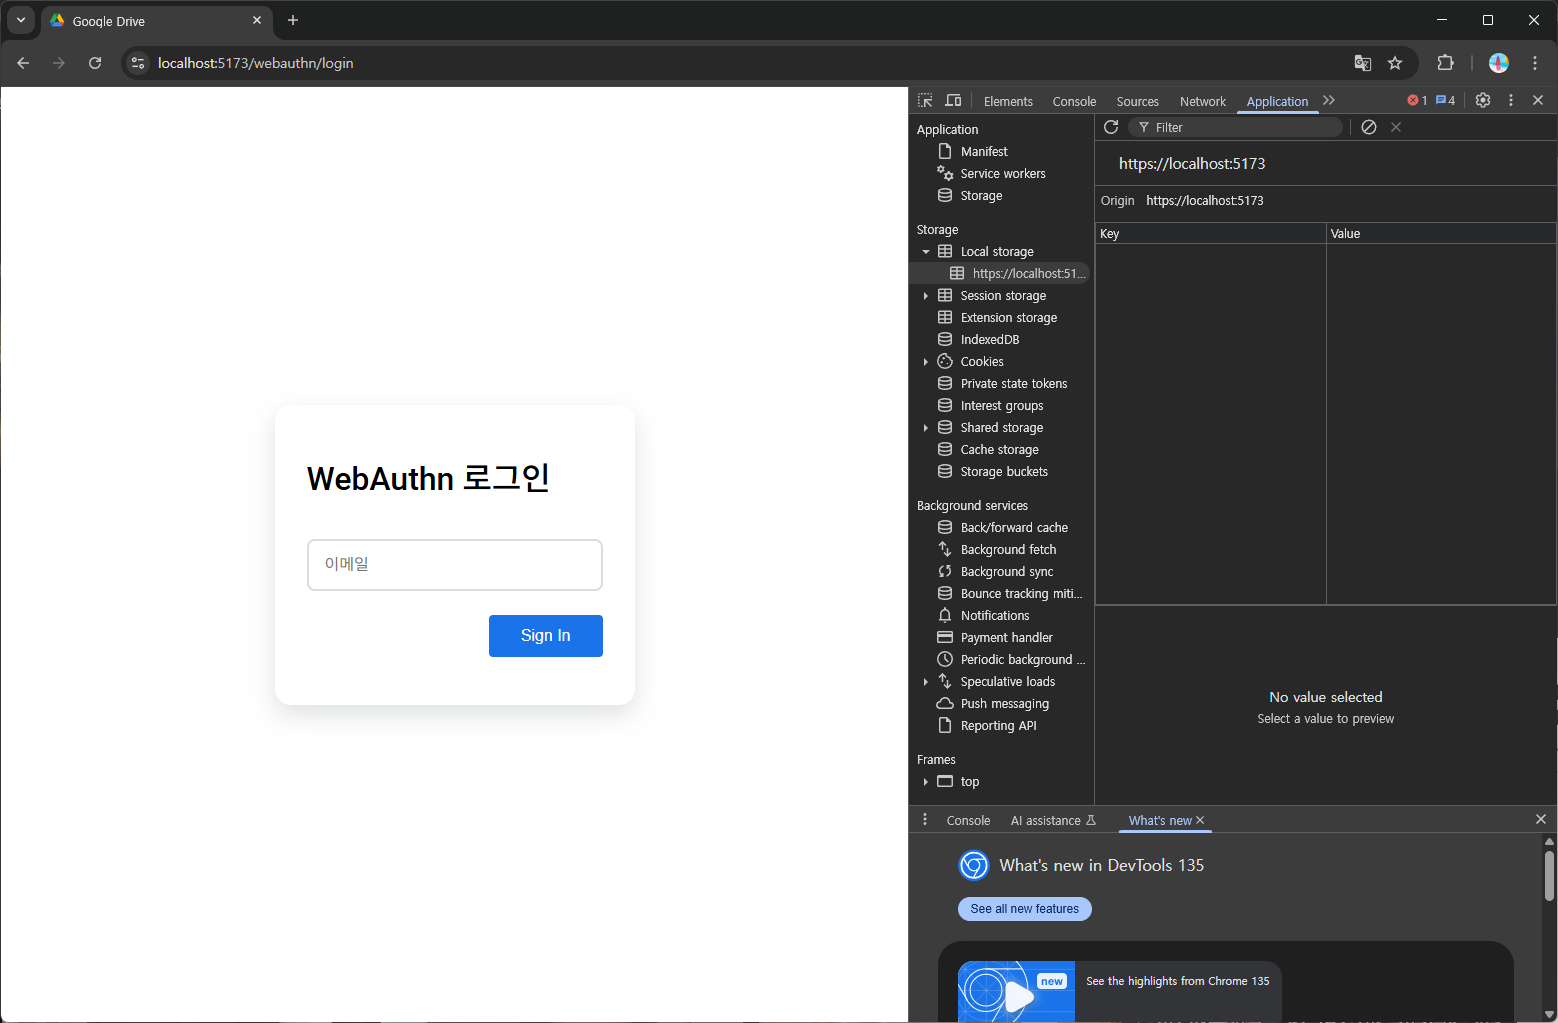 Google Drive
localhost:5173/webauthn/login
WebAuthn 로그인
이메일
Sign In
Elements Console Sources Network Application 1 4
Application
Manifest
Service workers
Storage
Storage
Local storage
https://localhost:51...
Session storage
Extension storage
IndexedDB
Cookies
Private state tokens
Interest groups
Shared storage
Cache storage
Storage buckets
Background services
Back/forward cache
Background fetch
Background sync
Bounce tracking miti...
Notifications
Payment handler
Periodic background ...
Speculative loads
Push messaging
Reporting API
Frames
top
Filter
https://localhost:5173
Origin https://localhost:5173
Key Value
No value selected
Select a value to preview
Console AI assistance What's new
What's new in DevTools 135
See all new features
new
See the highlights from Chrome 135